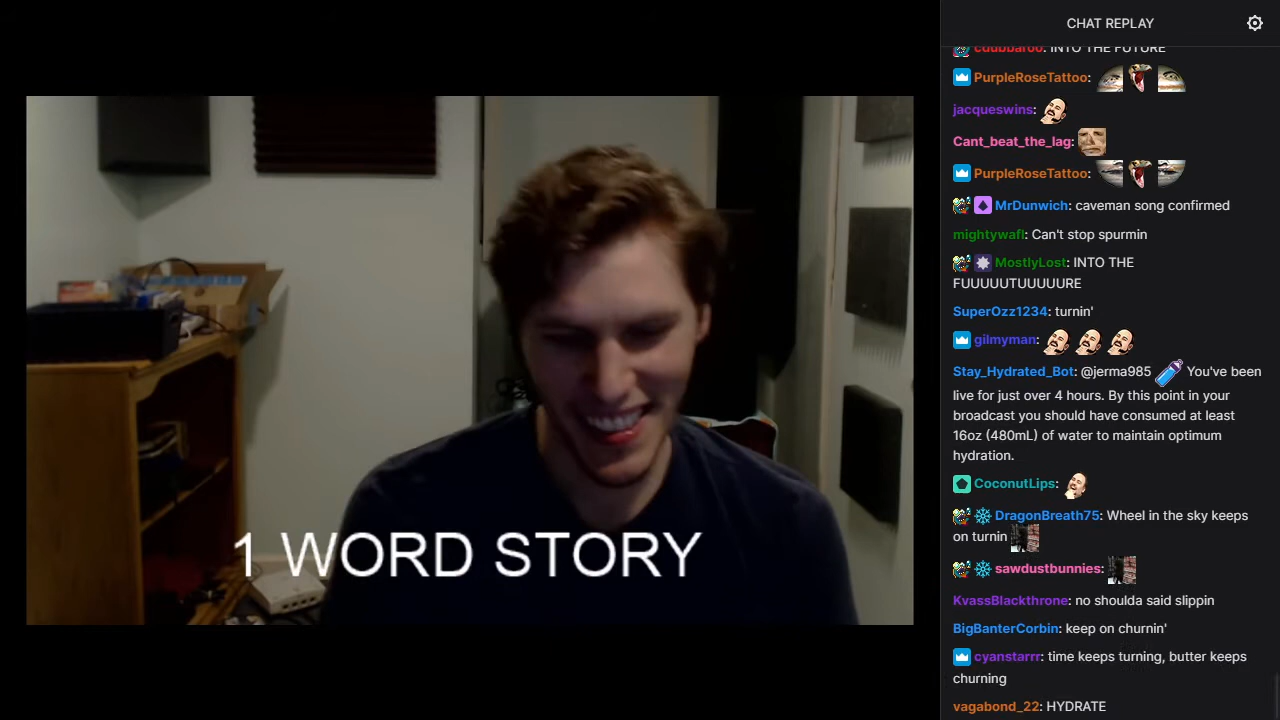 CHAT REPLAY
cdubbaroo: INTO THE FUTURE
PurpleRoseTattoo:
jacqueswins:
Cant_beat_the_lag:
PurpleRoseTattoo:
MrDunwich: caveman song confirmed
mightywafl: Can't stop spurmin
MostlyLost: INTO THE
FUUUUUTUUUUURE
SuperOzz1234: turnin'
gilmyman:
Stay_Hydrated_Bot: @jerma985 You've been
live for just over 4 hours. By this point in your
broadcast you should have consumed at least
16oz (480mL) of water to maintain optimum
hydration.
CoconutLips:
DragonBreath75: Wheel in the sky keeps
on turnin
sawdustbunnies:
KvassBlackthrone: no shoulda said slippin
BigBanterCorbin: keep on churnin'
cyanstarrr: time keeps turning, butter keeps
churning
vagabond_22: HYDRATE
1 WORD STORY